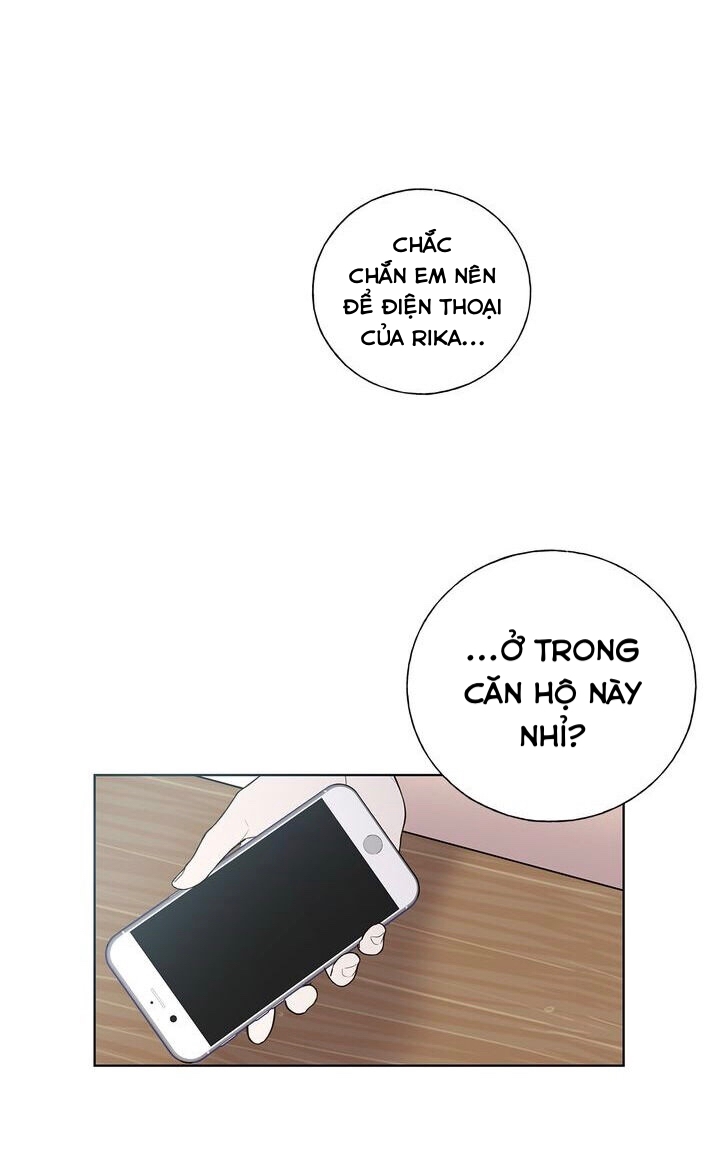 CHẮC
CHẮN EM NÊN
ĐỂ ĐIỆN THOẠI
CỦA RIKA...
...Ở TRONG
CĂN HỘ NÀY
NHỈ?